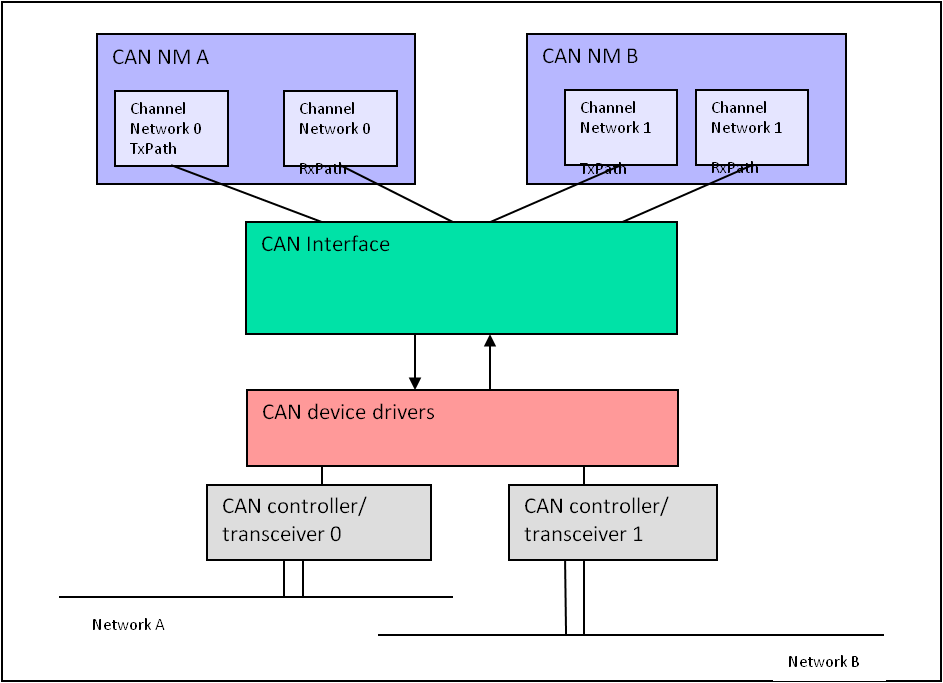 CAN NM A
Channel
Network 0
TxPath
Channel
Network 0
RxPath
CAN NM B
Channel
Network 1
TxPath
Channel
Network 1
RxPath
CAN Interface
CAN device drivers
CAN controller/
transceiver 0
CAN controller/
transceiver 1
Network A
Network B